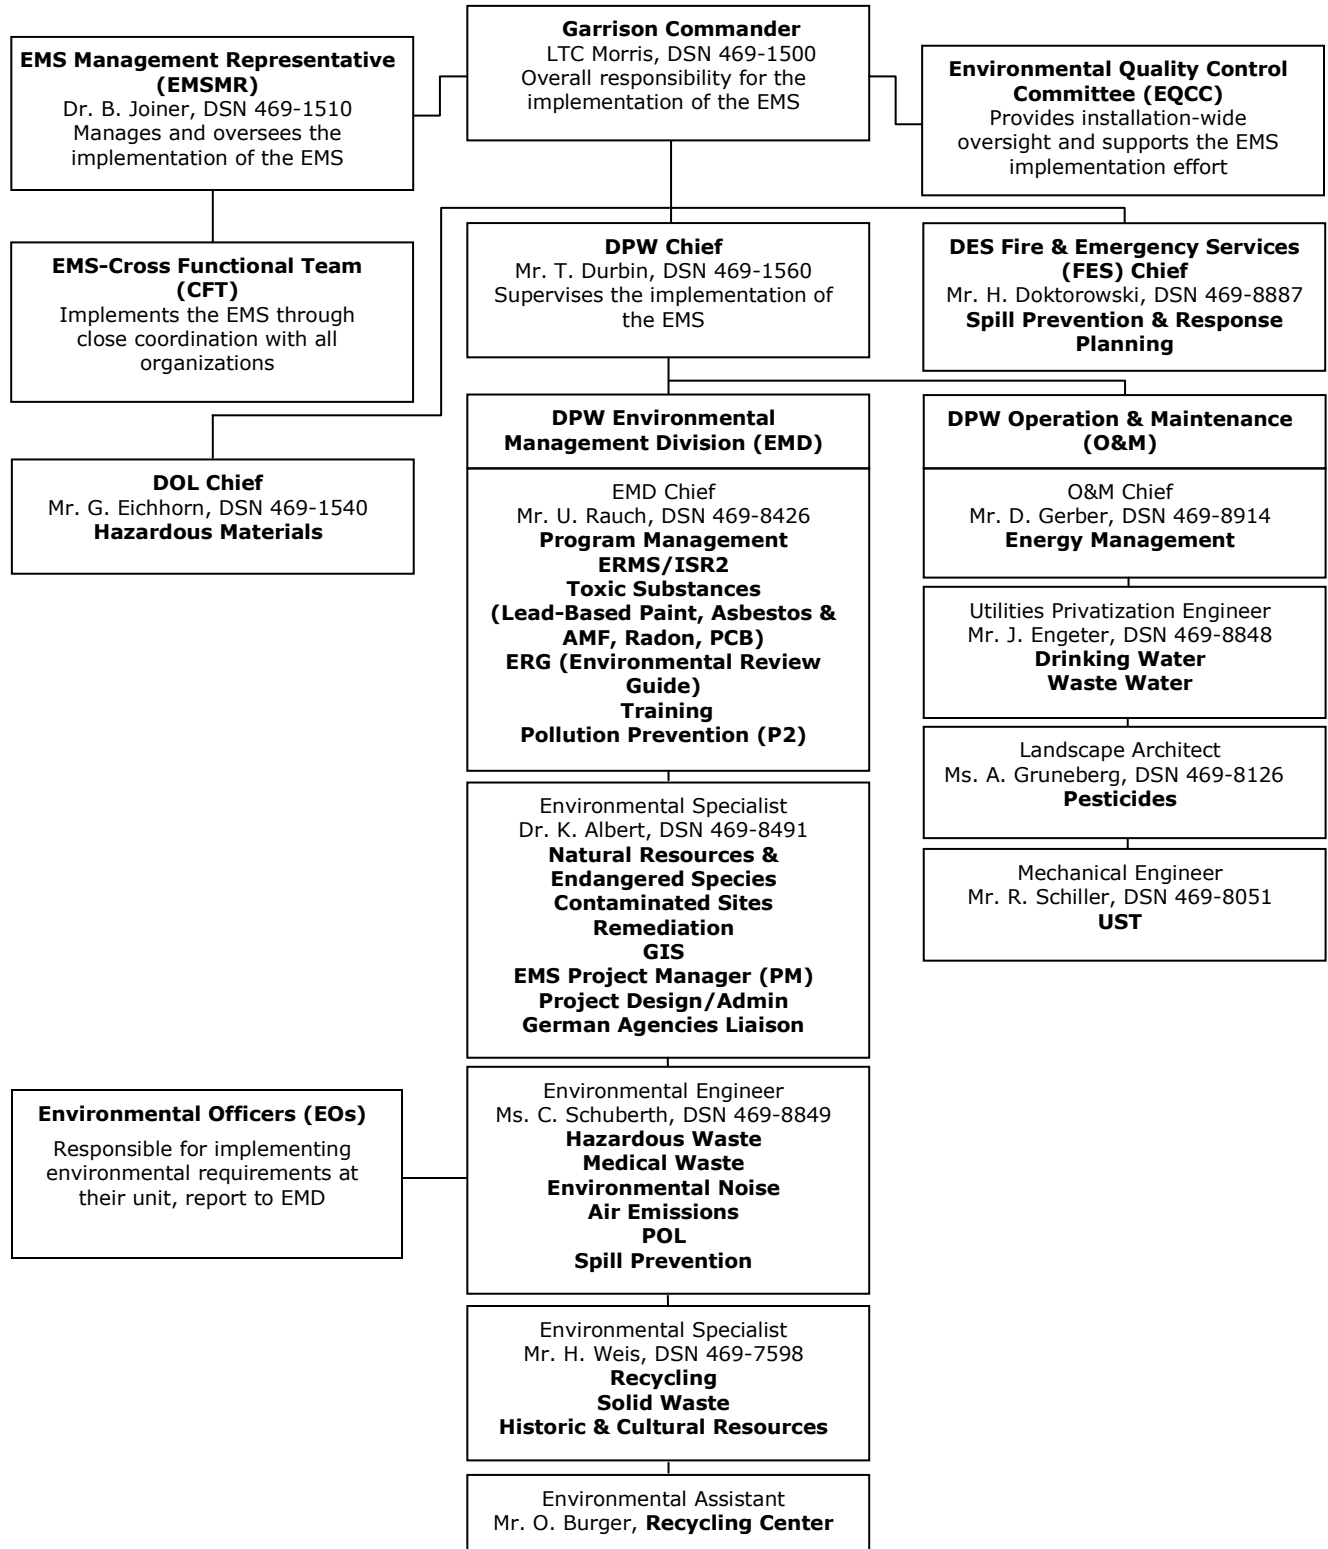 Garrison Commander
LTC Morris, DSN 469-1500
Overall responsibility for the
implementation of the EMS
EMS Management Representative
(EMSMR)
Dr. B. Joiner, DSN 469-1510
Manages and oversees the
implementation of the EMS
Environmental Quality Control
Committee (EQCC)
Provides installation-wide
oversight and supports the EMS
implementation effort
EMS-Cross Functional Team
(CFT)
Implements the EMS through
close coordination with all
organizations
DPW Chief
Mr. T. Durbin, DSN 469-1560
Supervises the implementation of
the EMS
DES Fire & Emergency Services
(FES) Chief
Mr. H. Doktorowski, DSN 469-8887
Spill Prevention & Response
Planning
DOL Chief
Mr. G. Eichhorn, DSN 469-1540
Hazardous Materials
DPW Environmental
Management Division (EMD)
EMD Chief
Mr. U. Rauch, DSN 469-8426
Program Management
ERMS/ISR2
Toxic Substances
(Lead-Based Paint, Asbestos &
AMF, Radon, PCB)
ERG (Environmental Review
Guide)
Training
Pollution Prevention (P2)
DPW Operation & Maintenance
(O&M)
O&M Chief
Mr. D. Gerber, DSN 469-8914
Energy Management
Utilities Privatization Engineer
Mr. J. Engeter, DSN 469-8848
Drinking Water
Waste Water
Landscape Architect
Ms. A. Gruneberg, DSN 469-8126
Pesticides
Mechanical Engineer
Mr. R. Schiller, DSN 469-8051
UST
Environmental Specialist
Dr. K. Albert, DSN 469-8491
Natural Resources &
Endangered Species
Contaminated Sites
Remediation
GIS
EMS Project Manager (PM)
Project Design/Admin
German Agencies Liaison
Environmental Officers (EOs)
Responsible for implementing
environmental requirements at
their unit, report to EMD
Environmental Engineer
Ms. C. Schuberth, DSN 469-8849
Hazardous Waste
Medical Waste
Environmental Noise
Air Emissions
POL
Spill Prevention
Environmental Specialist
Mr. H. Weis, DSN 469-7598
Recycling
Solid Waste
Historic & Cultural Resources
Environmental Assistant
Mr. O. Burger, Recycling Center